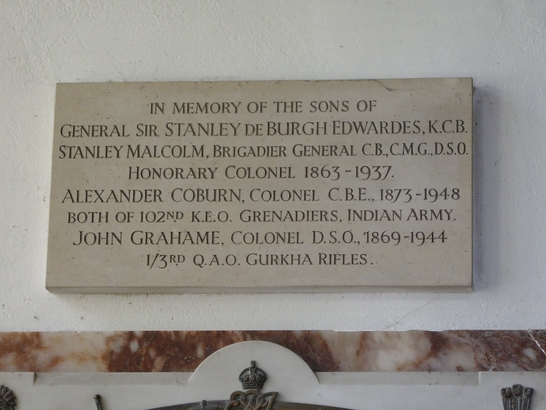 IN MEMORY OF THE SONS OF
GENERAL SIR STANLEY DE BURGH EDWARDES, K.C.B.
STANLEY MALCOLM, BRIGADIER GENERAL C.B., C.M.G., D.S.O.
HONORARY COLONEL 1863-1937.
ALEXANDER COBURN, COLONEL C.B.E., 1873-1948
BOTH OF 102ND K.E.O. GRENADIERS, INDIAN ARMY.
JOHN GRAHAME, COLONEL D.S.O., 1869-1944
1/3RD Q.A.O. GURKHA RIFLES.